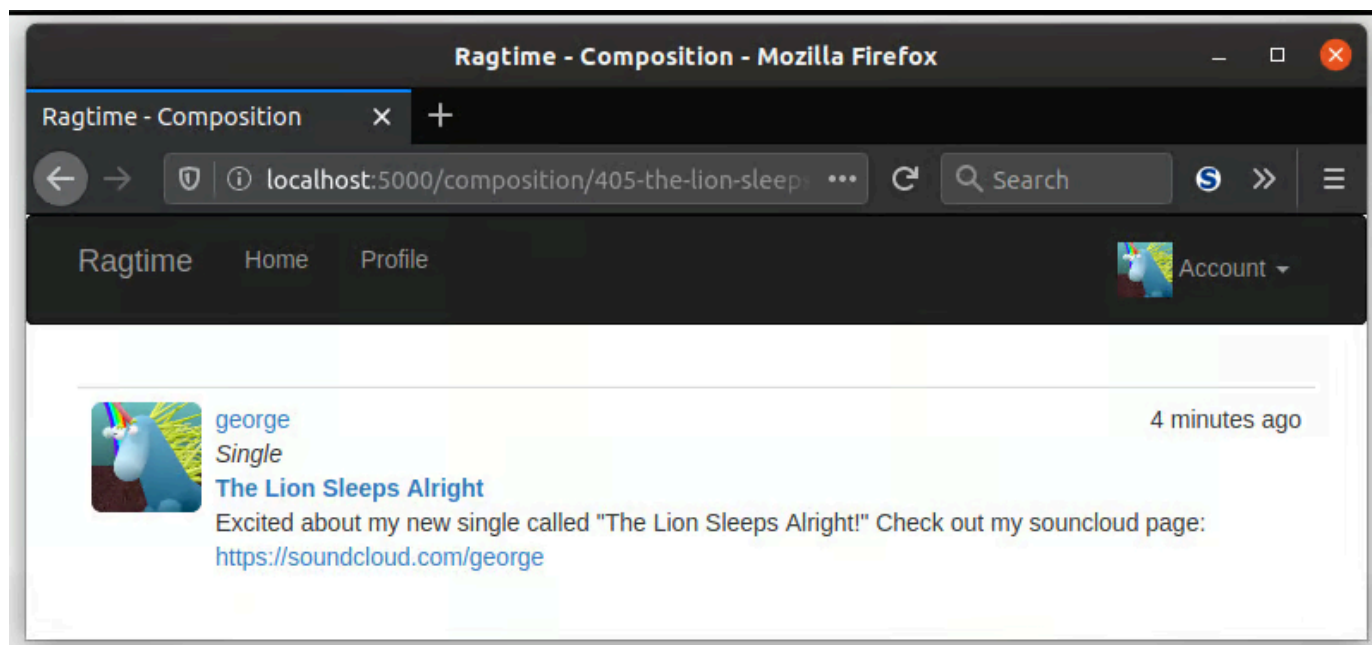 Ragtime - Composition - Mozilla Firefox
Ragtime - Composition
localhost:5000/composition/405-the-lion-sleeps
Search
Ragtime Home Profile Account
george 4 minutes ago
Single
The Lion Sleeps Alright
Excited about my new single called "The Lion Sleeps Alright!" Check out my souncloud page:
https://soundcloud.com/george